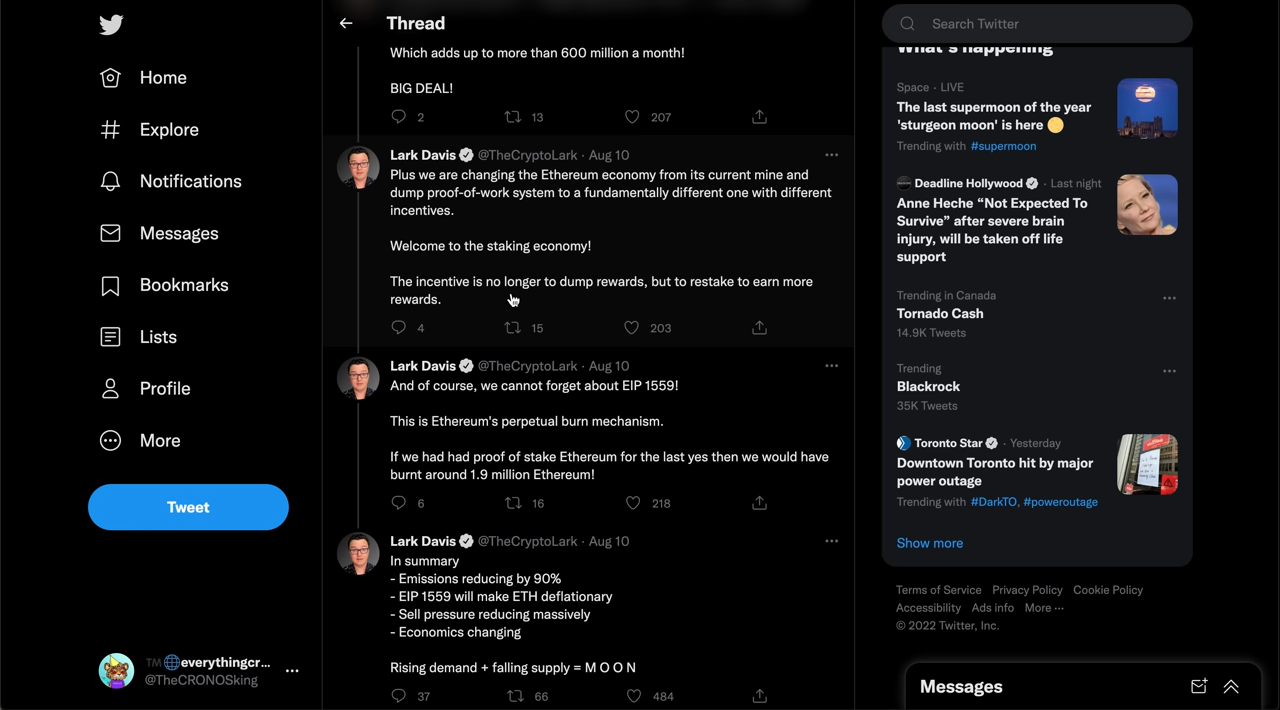 Home
Explore
Notifications
Messages
Bookmarks
Lists
Profile
More
Tweet
TM🌐everythingcr...
@TheCRONOSking
Thread
Which adds up to more than 600 million a month!
BIG DEAL!
2 13 207
Lark Davis @TheCryptoLark · Aug 10
Plus we are changing the Ethereum economy from its current mine and
dump proof-of-work system to a fundamentally different one with different
incentives.
Welcome to the staking economy!
The incentive is no longer to dump rewards, but to restake to earn more
rewards.
4 15 203
Lark Davis @TheCryptoLark · Aug 10
And of course, we cannot forget about EIP 1559!
This is Ethereum's perpetual burn mechanism.
If we had had proof of stake Ethereum for the last yes then we would have
burnt around 1.9 million Ethereum!
6 16 218
Lark Davis @TheCryptoLark · Aug 10
In summary
- Emissions reducing by 90%
- EIP 1559 will make ETH deflationary
- Sell pressure reducing massively
- Economics changing
Rising demand + falling supply = M O O N
37 66 484
Search Twitter
What's happening
Space · LIVE
The last supermoon of the year
'sturgeon moon' is here 🌕
Trending with #supermoon
Deadline Hollywood · Last night
Anne Heche “Not Expected To
Survive” after severe brain
injury, will be taken off life
support
Trending in Canada
Tornado Cash
14.9K Tweets
Trending
Blackrock
35K Tweets
Toronto Star · Yesterday
Downtown Toronto hit by major
power outage
Trending with #DarkTO, #poweroutage
Show more
Terms of Service Privacy Policy Cookie Policy
Accessibility Ads info More ···
© 2022 Twitter, Inc.
Messages